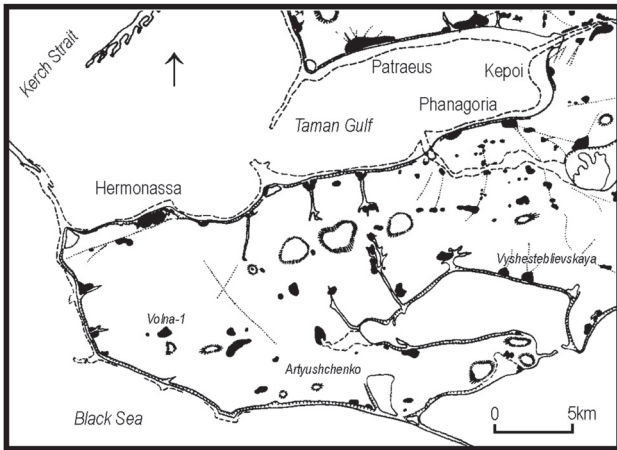 Kerch Strait
Patraeus
Kepoi
Phanagoria
Taman Gulf
Hermonassa
Vyshesteblievskaya
Volna-1
Artyushchenko
Black Sea
0 5km